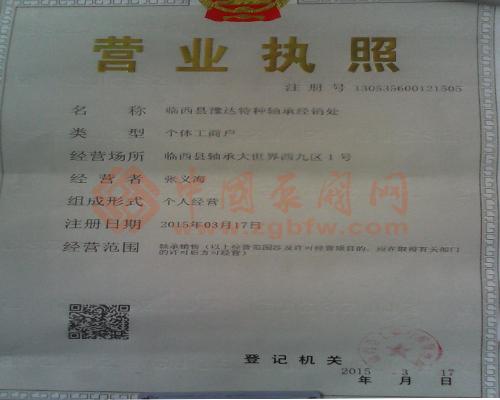 营业执照
注册号 130535600121505
名称 临西县豫达特种轴承经销处
类型 个体工商户
经营场所 临西县轴承大世界西九区1号
经营者 张义海
组成形式 个人经营
注册日期 2015年03月17日
经营范围 轴承销售（以上经营范围涉及许可经营项目的，应在取得有关部门
的许可后方可经营）
中国泵阀网
www.zgbfw.com
登记机关
2015 3 17
年 月 日